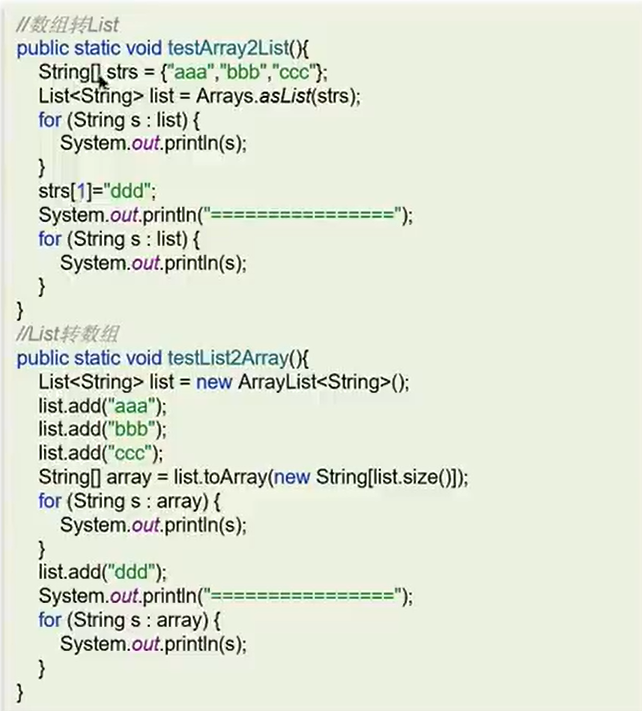 //数组转List
public static void testArray2List(){
String[] strs = {"aaa","bbb","ccc"};
List<String> list = Arrays.asList(strs);
for (String s : list) {
System.out.println(s);
}
strs[1]="ddd";
System.out.println("================");
for (String s : list) {
System.out.println(s);
}
}
//List转数组
public static void testList2Array(){
List<String> list = new ArrayList<String>();
list.add("aaa");
list.add("bbb");
list.add("ccc");
String[] array = list.toArray(new String[list.size()]);
for (String s : array) {
System.out.println(s);
}
list.add("ddd");
System.out.println("================");
for (String s : array) {
System.out.println(s);
}
}